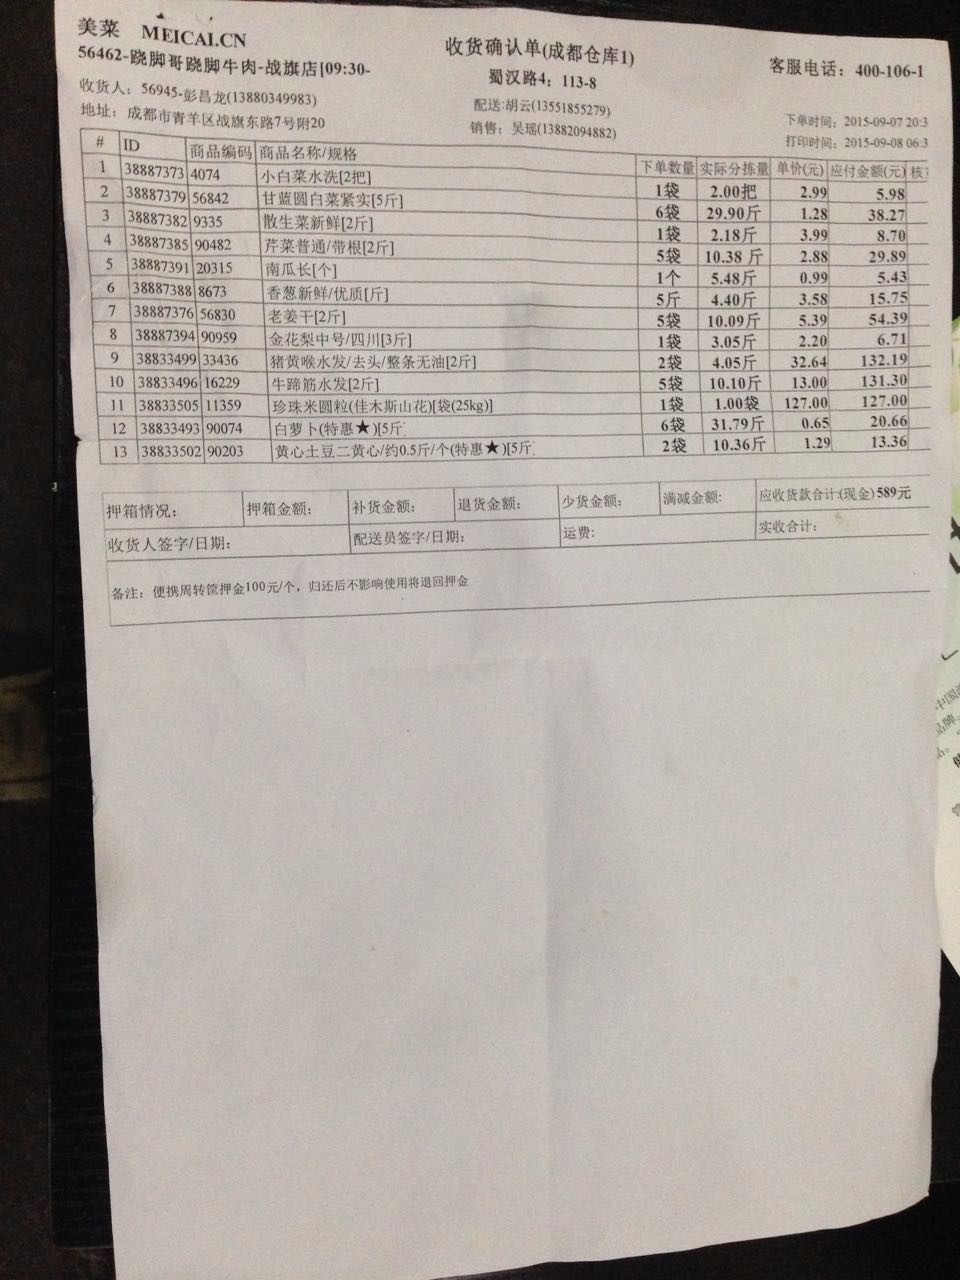 美菜 MEICAI.CN
收货确认单(成都仓库1)
56462-跷脚哥跷脚牛肉-战旗店[09:30-
蜀汉路4：113-8
客服电话：400-106-1
收货人：56945-彭昌龙(13880349983)
配送:胡云(13551855279)
下单时间：2015-09-07 20:3
地址：成都市青羊区战旗东路7号附20
销售：吴瑶(13882094882)
打印时间：2015-09-08 06:3
# ID 商品编码 商品名称/规格 下单数量 实际分拣量 单价(元) 应付金额(元) 核
1 38887373 4074 小白菜水洗[2把] 1袋 2.00把 2.99 5.98
2 38887379 56842 甘蓝圆白菜紧实[5斤] 6袋 29.90斤 1.28 38.27
3 38887382 9335 散生菜新鲜[2斤] 1袋 2.18斤 3.99 8.70
4 38887385 90482 芹菜普通/带根[2斤] 5袋 10.38 斤 2.88 29.89
5 38887391 20315 南瓜长[个] 1个 5.48斤 0.99 5.43
6 38887388 8673 香葱新鲜/优质[斤] 5斤 4.40斤 3.58 15.75
7 38887376 56830 老姜干[2斤] 5袋 10.09斤 5.39 54.39
8 38887394 90959 金花梨中号/四川[3斤] 1袋 3.05斤 2.20 6.71
9 38833499 33436 猪黄喉水发/去头/整条无油[2斤] 2袋 4.05斤 32.64 132.19
10 38833496 16229 牛蹄筋水发[2斤] 5袋 10.10斤 13.00 131.30
11 38833505 11359 珍珠米圆粒(佳木斯山花)[袋(25kg)] 1袋 1.00袋 127.00 127.00
12 38833493 90074 白萝卜(特惠★)[5斤] 6袋 31.79斤 0.65 20.66
13 38833502 90203 黄心土豆二黄心/约0.5斤/个(特惠★)[5斤] 2袋 10.36斤 1.29 13.36
押箱情况： 押箱金额： 补货金额： 退货金额： 少货金额： 满减金额: 应收货款合计:(现金) 589元
收货人签字/日期： 配送员签字/日期： 运费: 实收合计：
备注：便携周转筐押金100元/个，归还后不影响使用将退回押金